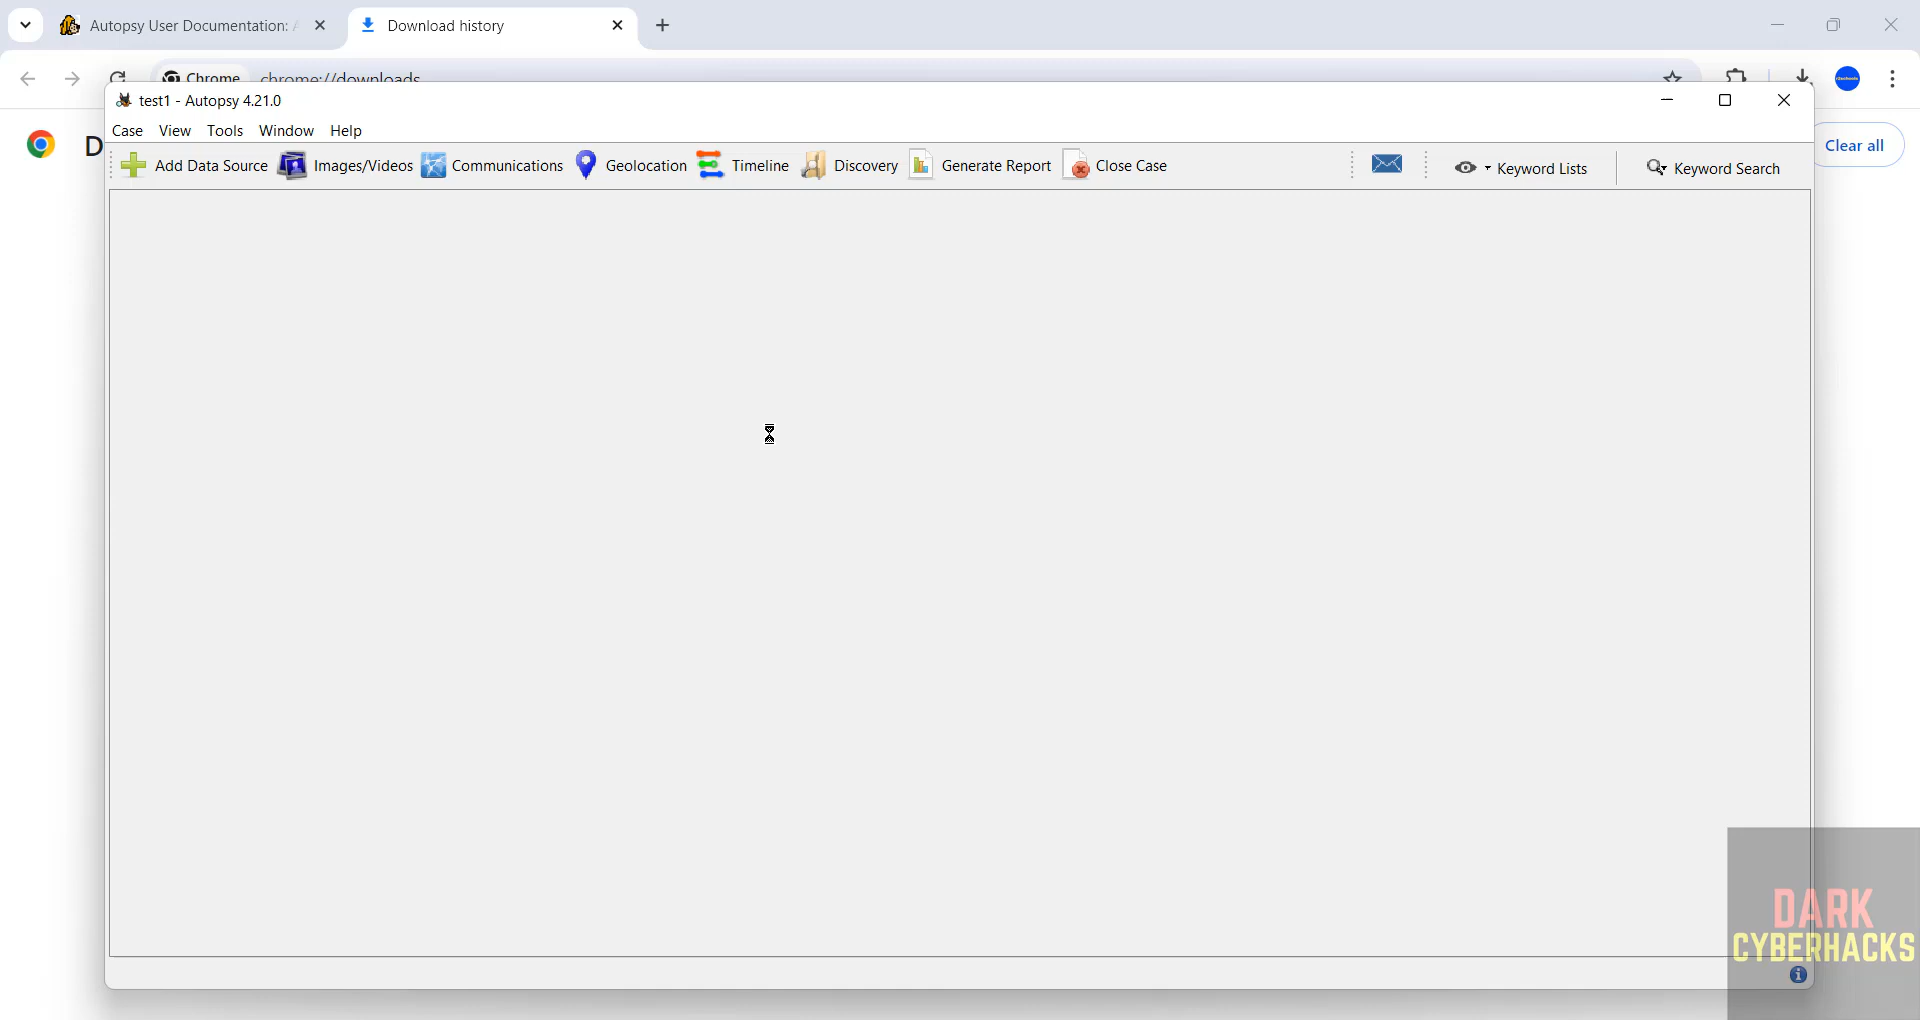 Autopsy User Documentation: A
Download history
Chrome chrome://downloads
D
Clear all
test1 - Autopsy 4.21.0
Case View Tools Window Help
Add Data Source Images/Videos Communications Geolocation Timeline Discovery Generate Report Close Case Keyword Lists Keyword Search
DARK
CYBERHACKS